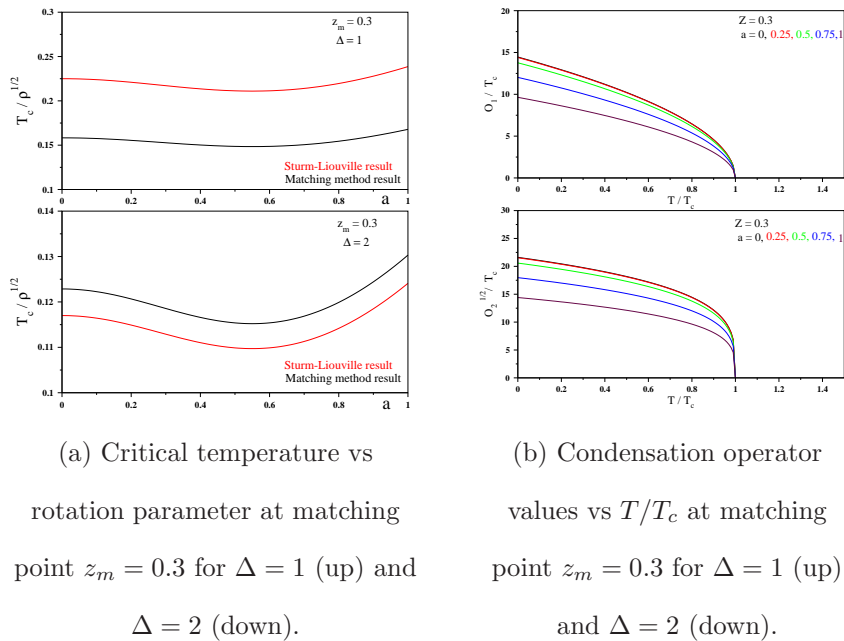 z_m = 0.3
Δ = 1
0.3
0.25
0.2
0.15
0.1
T_c / ρ^{1/2}
Sturm-Liouville result
Matching method result
0 0.2 0.4 0.6 0.8 a 1
0.14
0.13
0.12
0.11
0.1
T_c / ρ^{1/2}
z_m = 0.3
Δ = 2
Sturm-Liouville result
Matching method result
0 0.2 0.4 0.6 0.8 a 1
(a) Critical temperature vs
rotation parameter at matching
point z_m = 0.3 for Δ = 1 (up) and
Δ = 2 (down).
20
15
10
5
0
O_1 / T_c
Z = 0.3
a = 0, 0.25, 0.5, 0.75, 1
0 0.2 0.4 0.6 0.8 1 1.2 1.4
T / T_c
30
25
20
15
10
5
0
O_2^{1/2} / T_c
Z = 0.3
a = 0, 0.25, 0.5, 0.75, 1
0 0.2 0.4 0.6 0.8 1 1.2 1.4
T / T_c
(b) Condensation operator
values vs T/T_c at matching
point z_m = 0.3 for Δ = 1 (up)
and Δ = 2 (down).